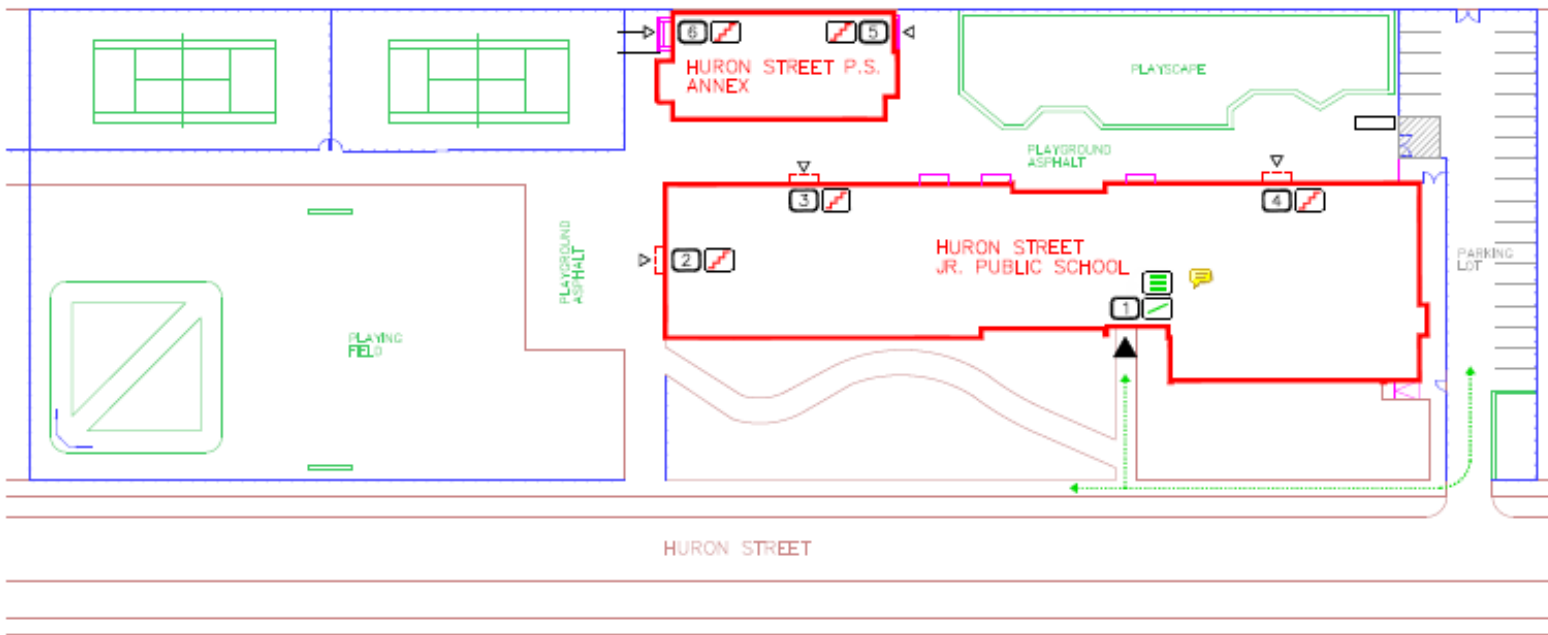 6
5
HURON STREET P.S.
ANNEX
PLAYSCAPE
PLAYGROUND
ASPHALT
3
4
2
PLAYGROUND
ASPHALT
HURON STREET
JR. PUBLIC SCHOOL
PARKING
LOT
1
PLAYING
FIELD
HURON STREET